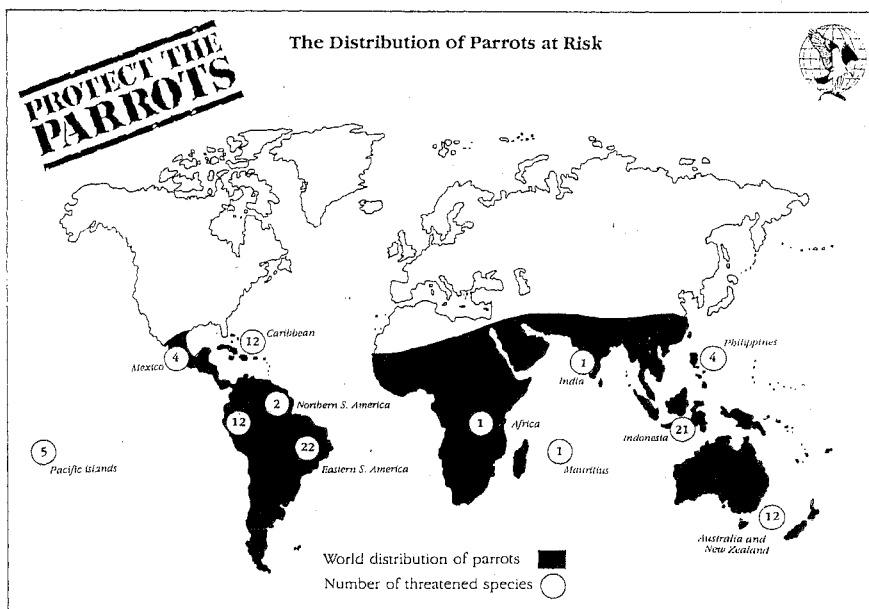 PROTECT THE
PARROTS
The Distribution of Parrots at Risk
12
Caribbean
4
Mexico
2
Northern S. America
12
22
Eastern S. America
5
Pacific islands
1
Africa
1
Mauritius
1
India
4
Philippines
21
Indonesia
12
Australia and
New Zealand
World distribution of parrots
Number of threatened species